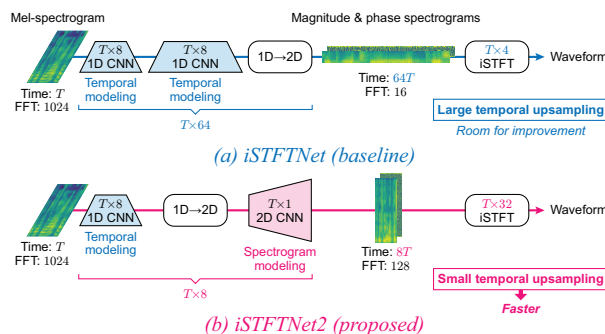 Mel-spectrogram
Magnitude & phase spectrograms
T×8
1D CNN
T×8
1D CNN
1D→2D
T×4
iSTFT
Waveform
Temporal
modeling
Temporal
modeling
Time: T
FFT: 1024
Time: 64T
FFT: 16
T×64
Large temporal upsampling
Room for improvement
(a) iSTFTNet (baseline)
T×8
1D CNN
1D→2D
T×1
2D CNN
T×32
iSTFT
Waveform
Temporal
modeling
Spectrogram
modeling
Time: T
FFT: 1024
Time: 8T
FFT: 128
T×8
Small temporal upsampling
Faster
(b) iSTFTNet2 (proposed)